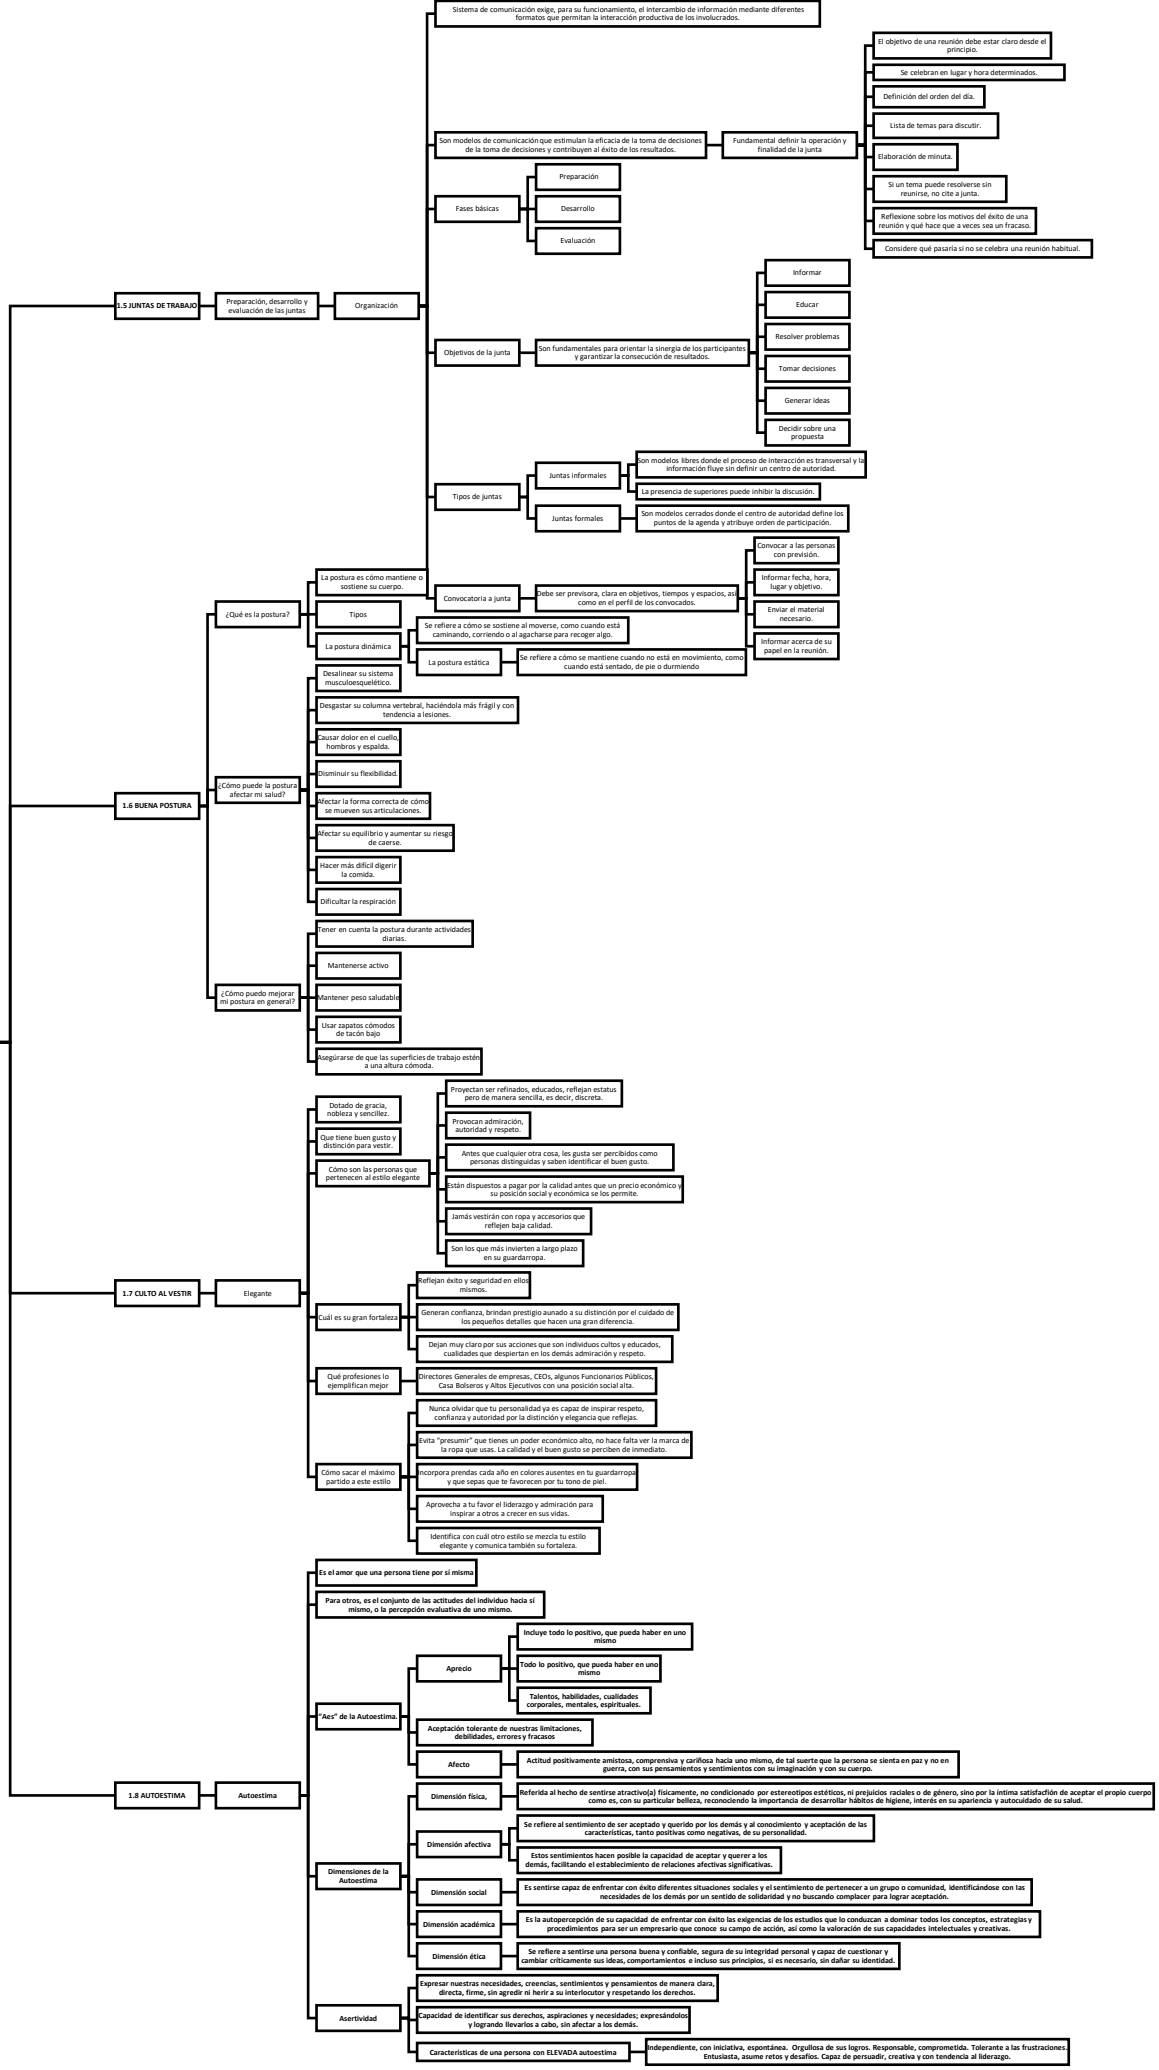 Sistema de comunicación exige, para su funcionamiento, el intercambio de información mediante diferentes
formatos que permitan la interacción productiva de los involucrados.
El objetivo de una reunión debe estar claro desde el
principio.
Se celebran en lugar y hora determinados.
Definición del orden del día.
Lista de temas para discutir.
Son modelos de comunicación que estimulan la eficacia de la toma de decisiones
de la toma de decisiones y contribuyen al éxito de los resultados.
Fundamental definir la operación y
finalidad de la junta
Elaboración de minuta.
Si un tema puede resolverse sin
reunirse, no cite a junta.
Reflexione sobre los motivos del éxito de una
reunión y qué hace que a veces sea un fracaso.
Considere qué pasaría si no se celebra una reunión habitual.
Preparación
Fases básicas
Desarrollo
Evaluación
1.5 JUNTAS DE TRABAJO
Preparación, desarrollo y
evaluación de las juntas
Organización
Informar
Educar
Resolver problemas
Objetivos de la junta
Son fundamentales para orientar la sinergia de los participantes
y garantizar la consecución de resultados.
Tomar decisiones
Generar ideas
Decidir sobre una
propuesta
Tipos de juntas
Juntas informales
Son modelos libres donde el proceso de interacción es transversal y la
información fluye sin definir un centro de autoridad.
La presencia de superiores puede inhibir la discusión.
Juntas formales
Son modelos cerrados donde el centro de autoridad define los
puntos de la agenda y atribuye orden de participación.
Convocatoria a junta
Debe ser previsora, clara en objetivos, tiempos y espacios, así
como en el perfil de los convocados.
Convocar a las personas
con previsión.
Informar fecha, hora,
lugar y objetivo.
Enviar el material
necesario.
Informar acerca de su
papel en la reunión.
1.6 BUENA POSTURA
¿Qué es la postura?
La postura es cómo mantiene o
sostiene su cuerpo.
Tipos
La postura dinámica
Se refiere a cómo se sostiene al moverse, como cuando está
caminando, corriendo o al agacharse para recoger algo.
La postura estática
Se refiere a cómo se mantiene cuando no está en movimiento, como
cuando está sentado, de pie o durmiendo
¿Cómo puede la postura
afectar mi salud?
Desalinear su sistema
musculoesquelético.
Desgastar su columna vertebral, haciéndola más frágil y con
tendencia a lesiones.
Causar dolor en el cuello,
hombros y espalda.
Disminuir su flexibilidad.
Afectar la forma correcta de cómo
se mueven sus articulaciones.
Afectar su equilibrio y aumentar su riesgo
de caerse.
Hacer más difícil digerir
la comida.
Dificultar la respiración
¿Cómo puedo mejorar
mi postura en general?
Tener en cuenta la postura durante actividades
diarias.
Mantenerse activo
Mantener peso saludable
Usar zapatos cómodos
de tacón bajo
Asegúrarse de que las superficies de trabajo estén
a una altura cómoda.
1.7 CULTO AL VESTIR
Elegante
Dotado de gracia,
nobleza y sencillez.
Que tiene buen gusto y
distinción para vestir.
Cómo son las personas que
pertenecen al estilo elegante
Proyectan ser refinados, educados, reflejan estatus
pero de manera sencilla, es decir, discreta.
Provocan admiración,
autoridad y respeto.
Antes que cualquier otra cosa, les gusta ser percibidos como
personas distinguidas y saben identificar el buen gusto.
Están dispuestos a pagar por la calidad antes que un precio económico y
su posición social y económica se los permite.
Jamás vestirán con ropa y accesorios que
reflejen baja calidad.
Son los que más invierten a largo plazo
en su guardarropa.
Cuál es su gran fortaleza
Reflejan éxito y seguridad en ellos
mismos.
Generan confianza, brindan prestigio aunado a su distinción por el cuidado de
los pequeños detalles que hacen una gran diferencia.
Dejan muy claro por sus acciones que son individuos cultos y educados,
cualidades que despiertan en los demás admiración y respeto.
Qué profesiones lo
ejemplifican mejor
Directores Generales de empresas, CEOs, algunos Funcionarios Públicos,
Casa Bolseros y Altos Ejecutivos con una posición social alta.
Cómo sacar el máximo
partido a este estilo
Nunca olvidar que tu personalidad ya es capaz de inspirar respeto,
confianza y autoridad por la distinción y elegancia que reflejas.
Evita "presumir" que tienes un poder económico alto, no hace falta ver la marca de
la ropa que usas. La calidad y el buen gusto se perciben de inmediato.
Incorpora prendas cada año en colores ausentes en tu guardarropa
y que sepas que te favorecen por tu tono de piel.
Aprovecha a tu favor el liderazgo y admiración para
inspirar a otros a crecer en sus vidas.
Identifica con cuál otro estilo se mezcla tu estilo
elegante y comunica también su fortaleza.
1.8 AUTOESTIMA
Autoestima
Es el amor que una persona tiene por sí misma
Para otros, es el conjunto de las actitudes del individuo hacia sí
mismo, o la percepción evaluativa de uno mismo.
"Aes" de la Autoestima.
Aprecio
Incluye todo lo positivo, que pueda haber en uno
mismo
Todo lo positivo, que pueda haber en uno
mismo
Talentos, habilidades, cualidades
corporales, mentales, espirituales.
Aceptación tolerante de nuestras limitaciones,
debilidades, errores y fracasos
Afecto
Actitud positivamente amistosa, comprensiva y cariñosa hacia uno mismo, de tal suerte que la persona se sienta en paz y no en
guerra, con sus pensamientos y sentimientos con su imaginación y con su cuerpo.
Dimensiones de la
Autoestima
Dimensión física,
Referida al hecho de sentirse atractivo(a) físicamente, no condicionado por estereotipos estéticos, ni prejuicios raciales o de género, sino por la íntima satisfacción de aceptar el propio cuerpo
como es, con su particular belleza, reconociendo la importancia de desarrollar hábitos de higiene, interés en su apariencia y autocuidado de su salud.
Dimensión afectiva
Se refiere al sentimiento de ser aceptado y querido por los demás y al conocimiento y aceptación de las
características, tanto positivas como negativas, de su personalidad.
Estos sentimientos hacen posible la capacidad de aceptar y querer a los
demás, facilitando el establecimiento de relaciones afectivas significativas.
Dimensión social
Es sentirse capaz de enfrentar con éxito diferentes situaciones sociales y el sentimiento de pertenecer a un grupo o comunidad, identificándose con las
necesidades de los demás por un sentido de solidaridad y no buscando complacer para lograr aceptación.
Dimensión académica
Es la autopercepción de su capacidad de enfrentar con éxito las exigencias de los estudios que lo conduzcan a dominar todos los conceptos, estrategias y
procedimientos para ser un empresario que conoce su campo de acción, así como la valoración de sus capacidades intelectuales y creativas.
Dimensión ética
Se refiere a sentirse una persona buena y confiable, segura de su integridad personal y capaz de cuestionar y
cambiar críticamente sus ideas, comportamientos e incluso sus principios, si es necesario, sin dañar su identidad.
Asertividad
Expresar nuestras necesidades, creencias, sentimientos y pensamientos de manera clara,
directa, firme, sin agredir ni herir a su interlocutor y respetando los derechos.
Capacidad de identificar sus derechos, aspiraciones y necesidades; expresándolos
y logrando llevarlos a cabo, sin afectar a los demás.
Características de una persona con ELEVADA autoestima
Independiente, con iniciativa, espontánea. Orgullosa de sus logros. Responsable, comprometida. Tolerante a las frustraciones.
Entusiasta, asume retos y desafíos. Capaz de persuadir, creativa y con tendencia al liderazgo.